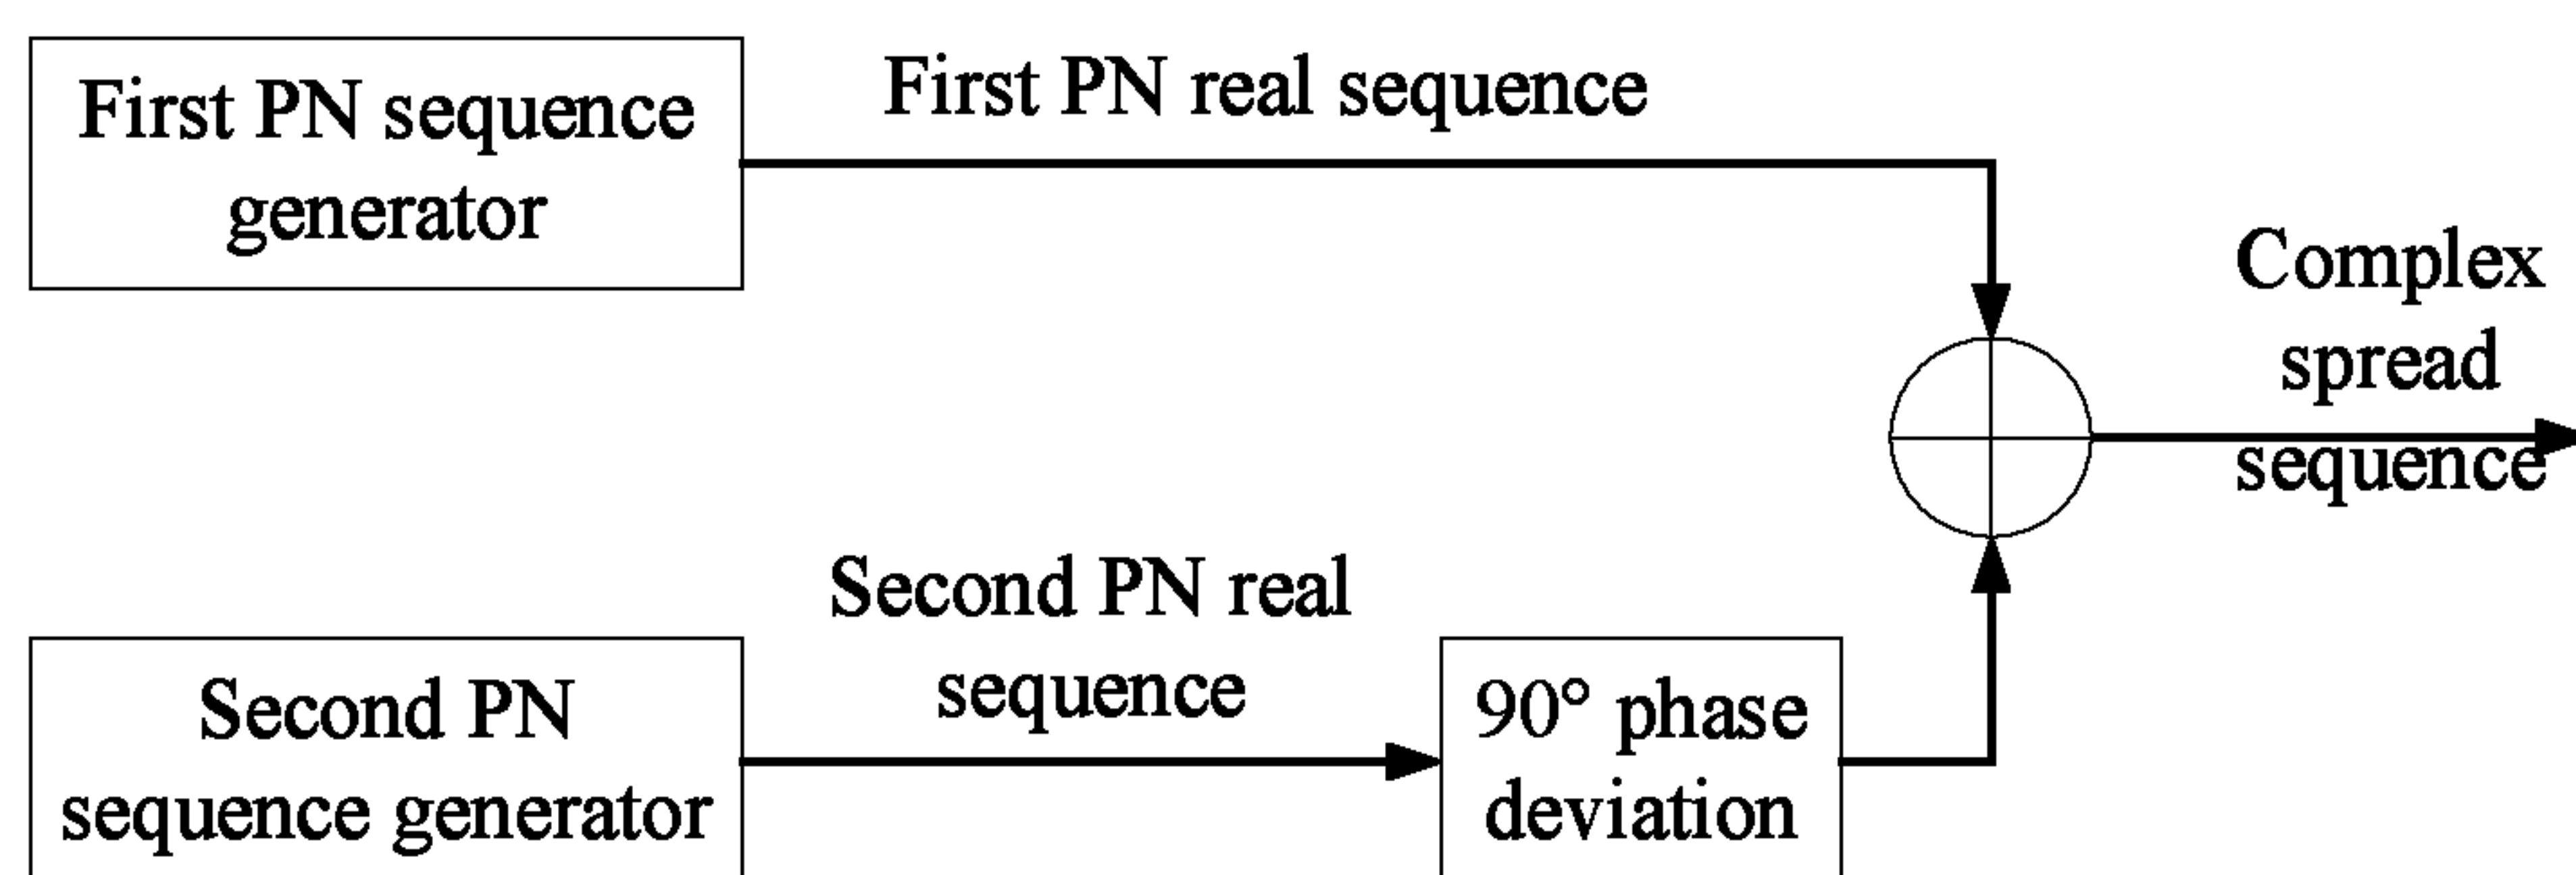 First PN sequence
generator
First PN real sequence
Complex
spread
sequence
Second PN real
sequence
Second PN
sequence generator
90° phase
deviation